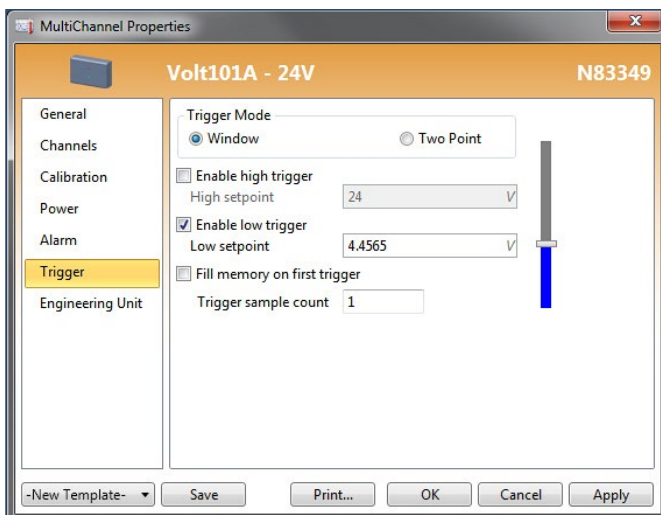 MultiChannel Properties
Volt101A - 24V N83349
General
Channels
Calibration
Power
Alarm
Trigger
Engineering Unit
Trigger Mode
Window Two Point
Enable high trigger
High setpoint 24 V
Enable low trigger
Low setpoint 4.4565 V
Fill memory on first trigger
Trigger sample count 1
-New Template- Save Print... OK Cancel Apply